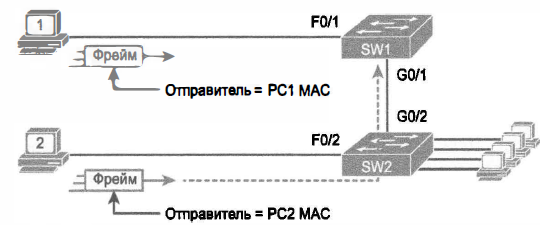 1
F0/1
SW1
Фрейм
G0/1
Отправитель = PC1 MAC
G0/2
2
F0/2
SW2
Фрейм
Отправитель = PC2 MAC